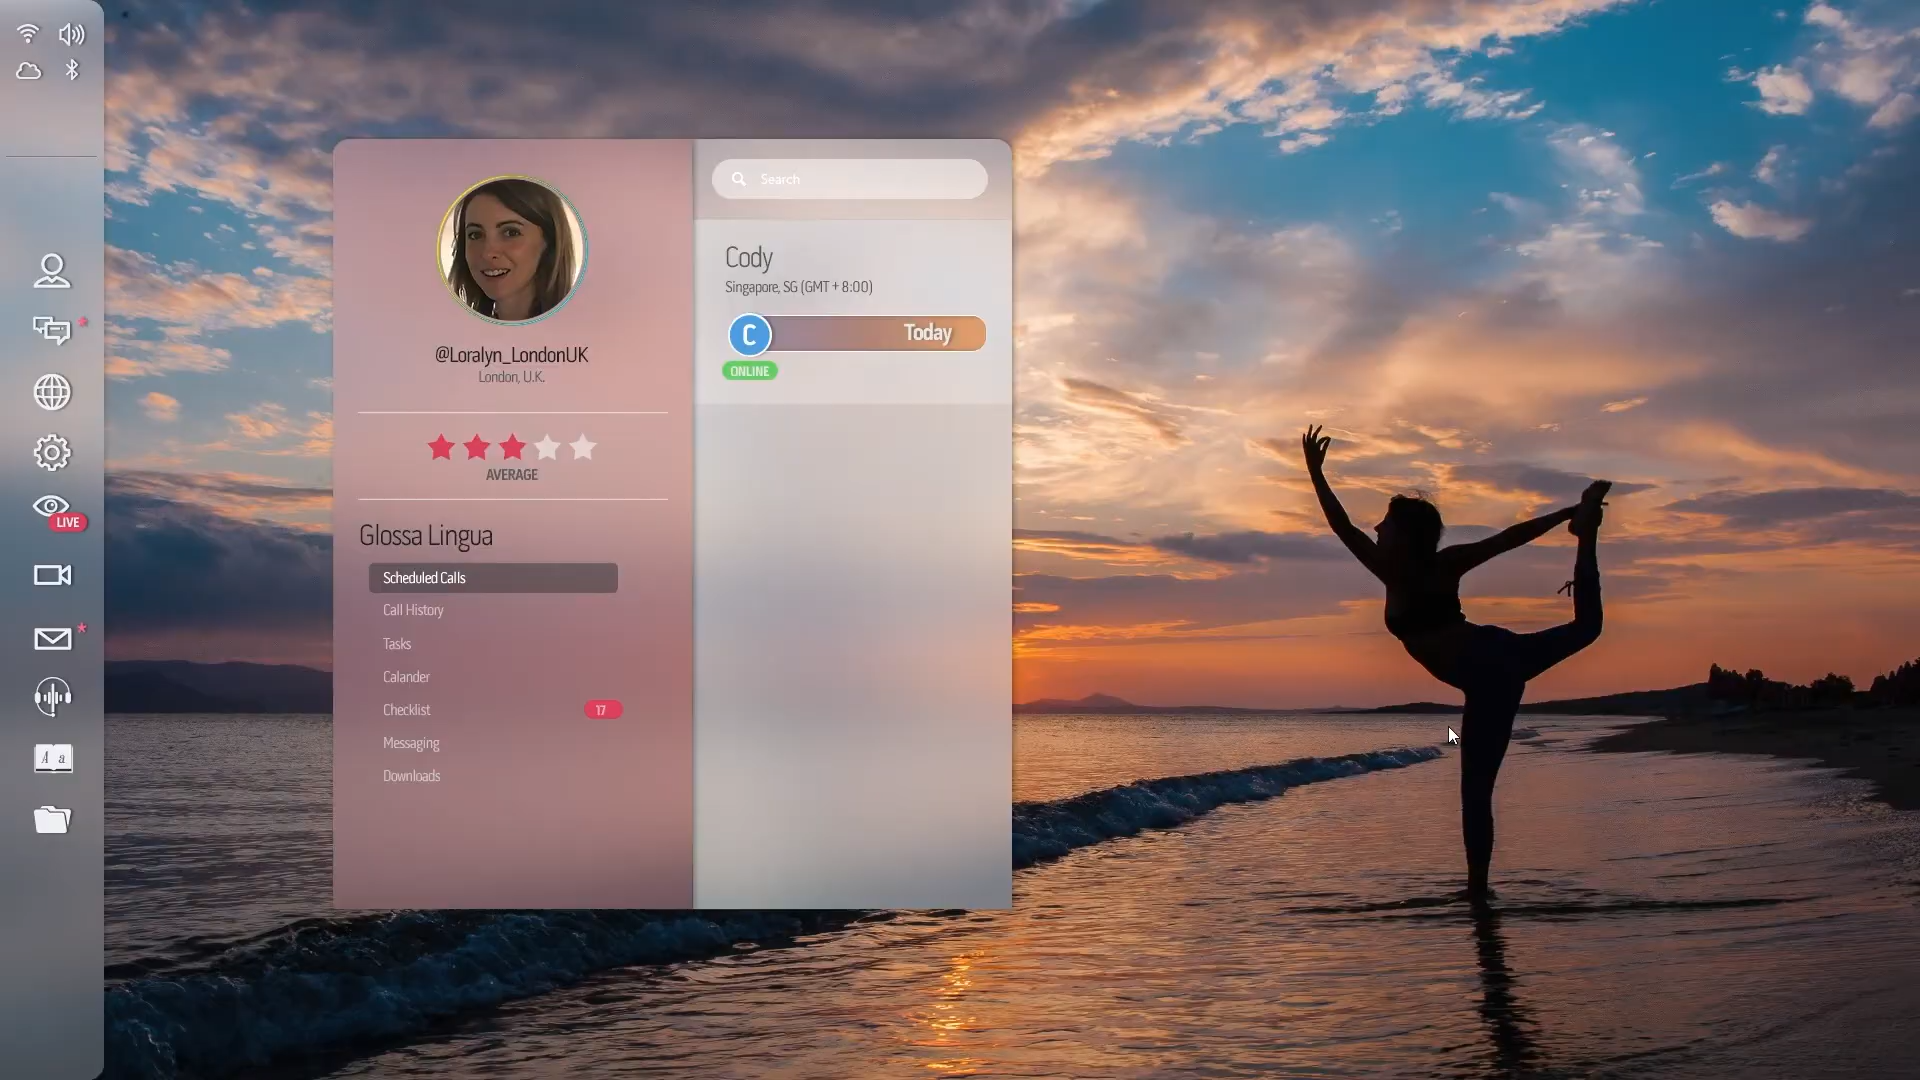 LIVE
A a
@Loralyn_LondonUK
London, U.K.
AVERAGE
Glossa Lingua
Scheduled Calls
Call History
Tasks
Calander
Checklist 17
Messaging
Downloads
Search
Cody
Singapore, SG (GMT + 8:00)
C Today
ONLINE